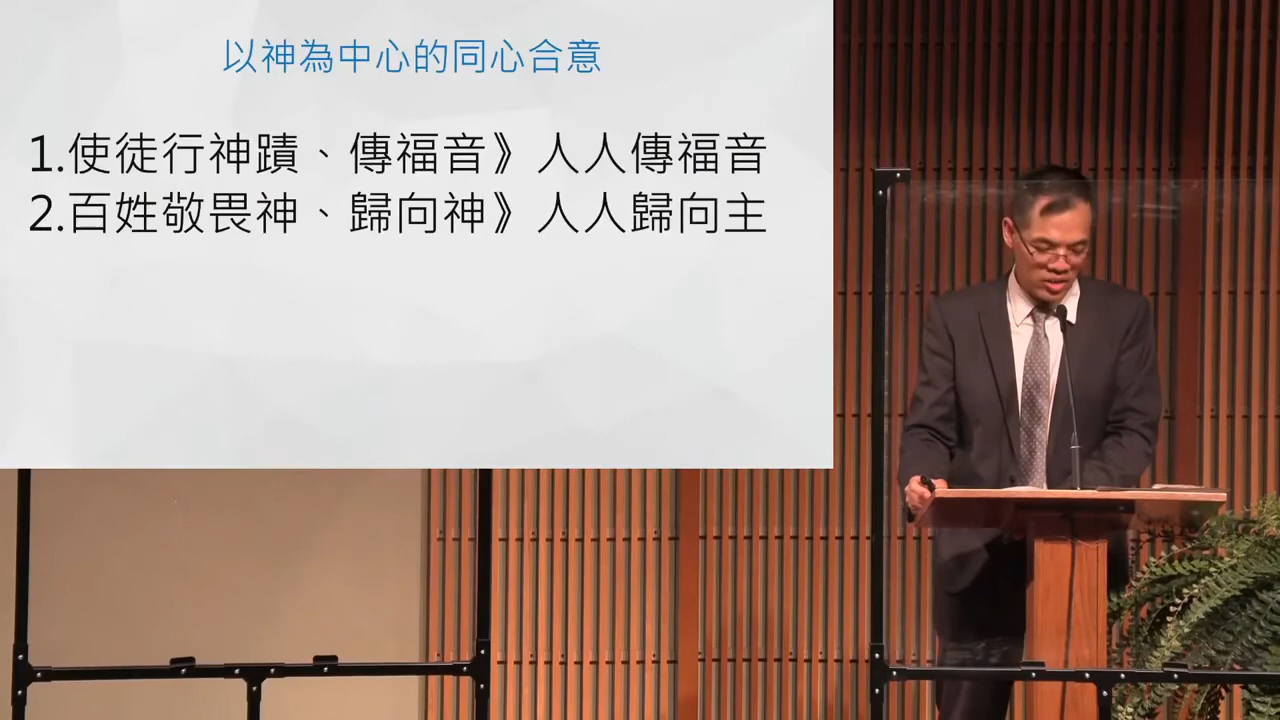 以神為中心的同心合意
1.使徒行神蹟、傳福音》人人傳福音
2.百姓敬畏神、歸向神》人人歸向主